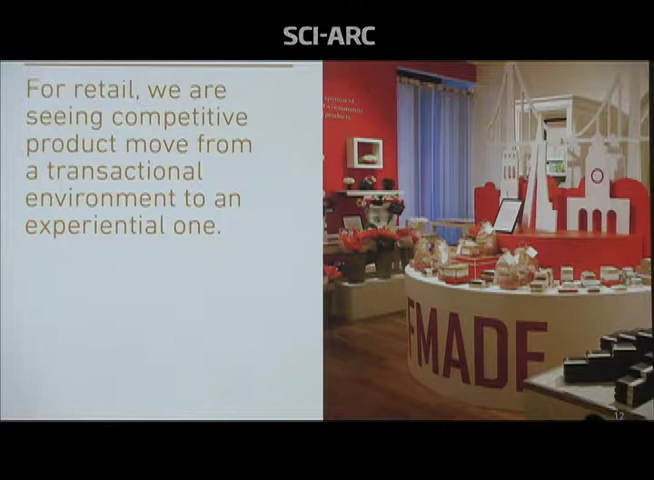 SCI-ARC
For retail, we are
seeing competitive
product move from
a transactional
environment to an
experiential one.
FMADE
12